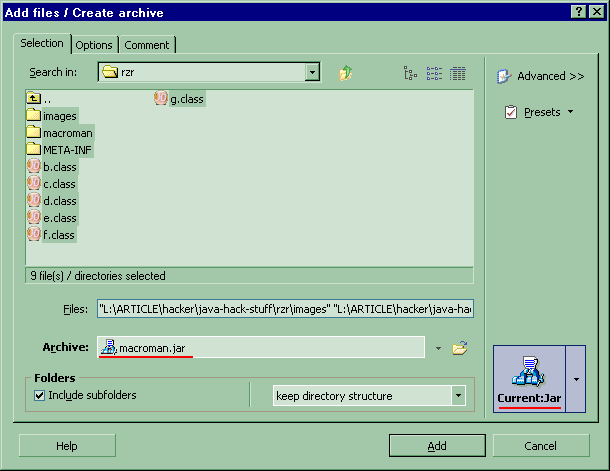 Add files / Create archive
Selection
Options
Comment
Search in:
rzr
Advanced >>
Presets
..
g.class
images
macroman
META-INF
b.class
c.class
d.class
e.class
f.class
9 file(s) / directories selected
Files:
"L:\ARTICLE\hacker\java-hack-stuff\rzr\images" "L:\ARTICLE\hacker\java-hac
Archive:
macroman.jar
Current:Jar
Folders
Include subfolders
keep directory structure
Help
Add
Cancel